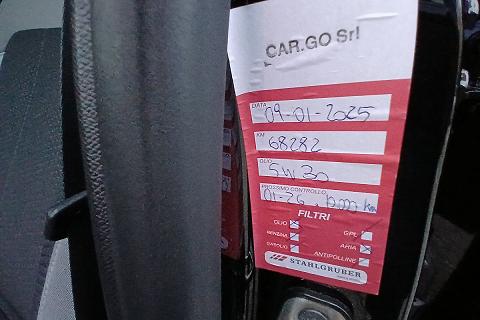 CAR.GO Srl
DATA 09-01-2025
KM 68282
OLIO 5W30
PROSSIMO CONTROLLO
01-26
FILTRI
OLIO GPL
BENZINA ARIA
GASOLIO ANTIPOLLINE
STAHLGRUBER